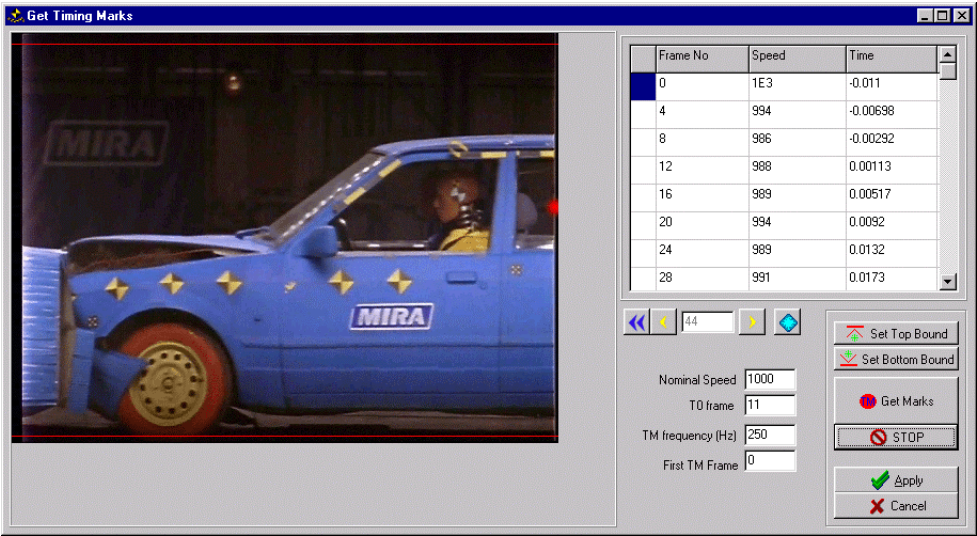 Get Timing Marks
MIRA
MIRA
Frame No Speed Time
0 1E3 -0.011
4 994 -0.00698
8 986 -0.00292
12 988 0.00113
16 989 0.00517
20 994 0.0092
24 989 0.0132
28 991 0.0173
44
Nominal Speed 1000
T0 frame 11
TM frequency (Hz) 250
First TM Frame 0
Set Top Bound
Set Bottom Bound
TM Get Marks
STOP
Apply
Cancel